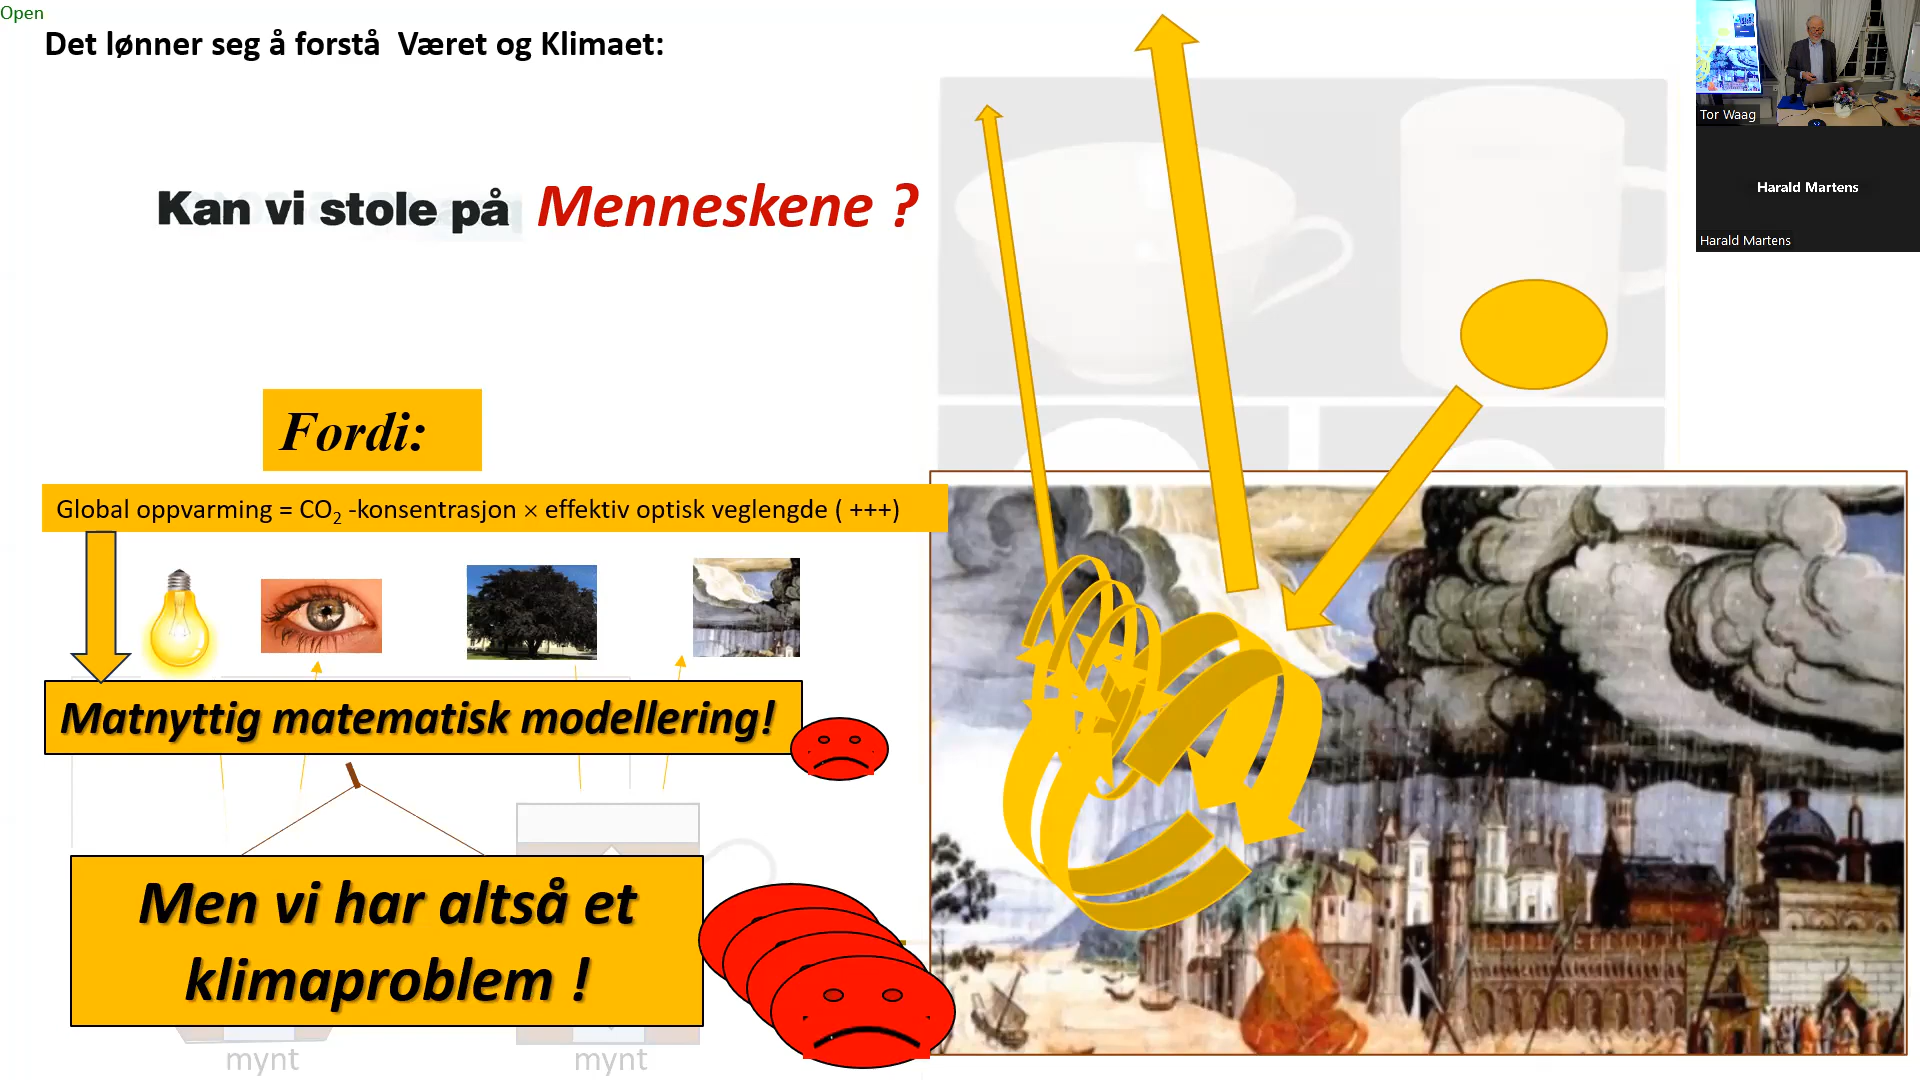 Open
Det lønner seg å forstå  Været og Klimaet:
Kan vi stole på Menneskene ?
Fordi:
Global oppvarming = CO2 -konsentrasjon × effektiv optisk veglengde ( +++)
Matnyttig matematisk modellering!
Men vi har altså et
klimaproblem !
mynt
mynt
Tor Waag
Harald Martens
Harald Martens